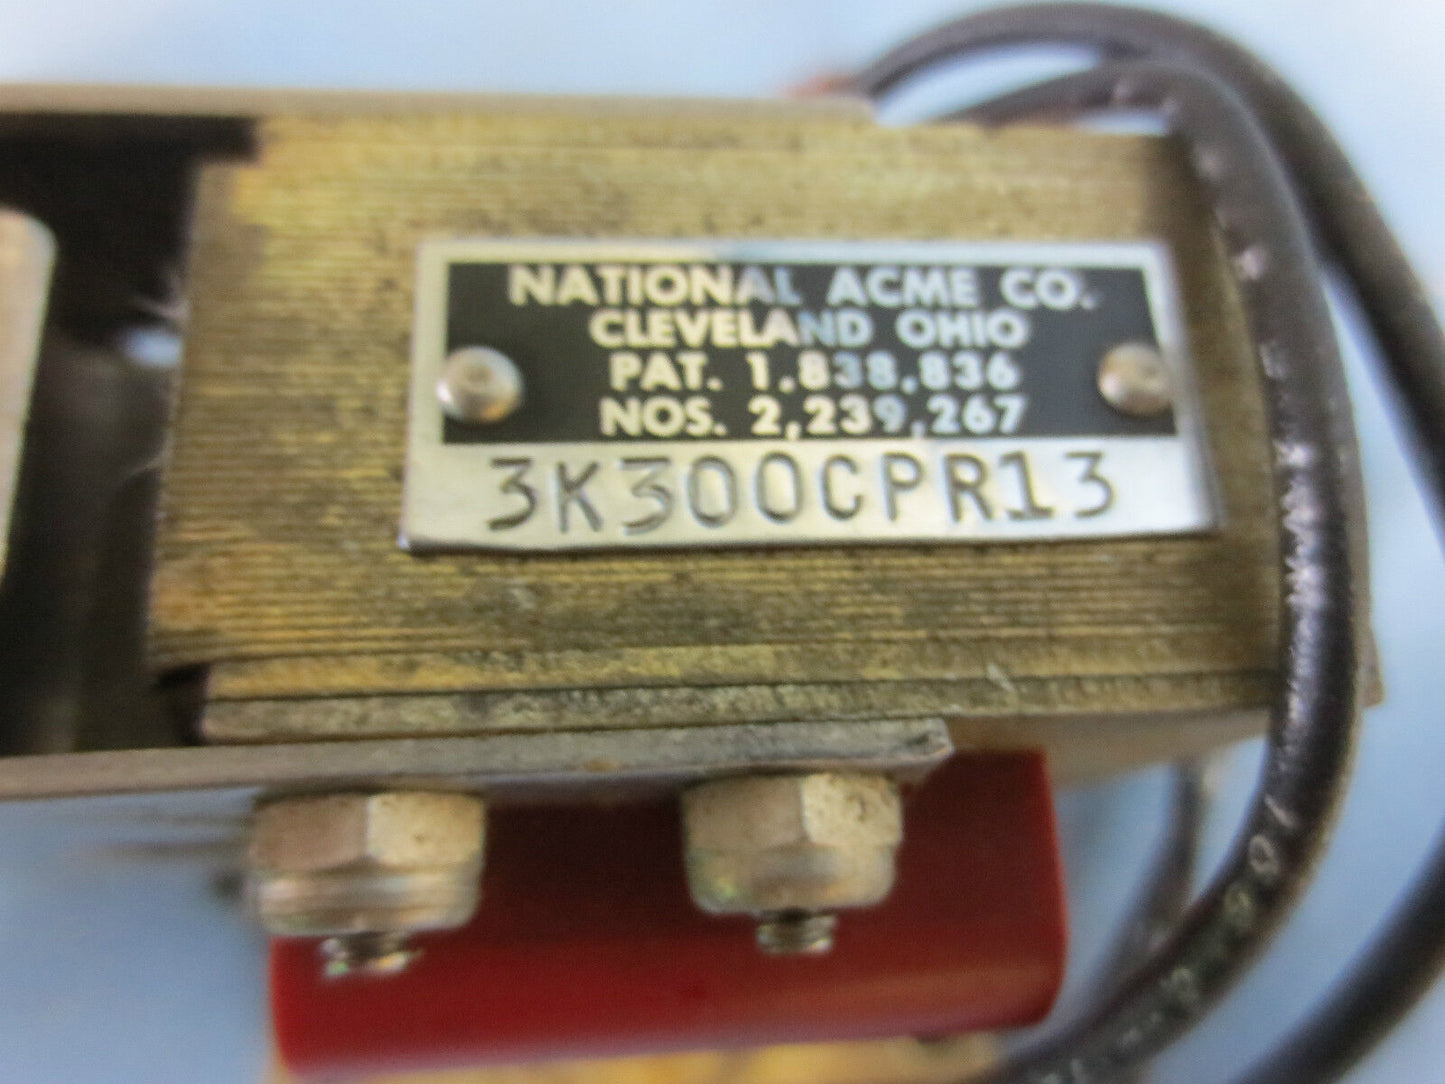 NATIONAL ACME CO.
CLEVELAND OHIO
PAT. 1,838,836
NOS. 2,239,267
3K300CPR13